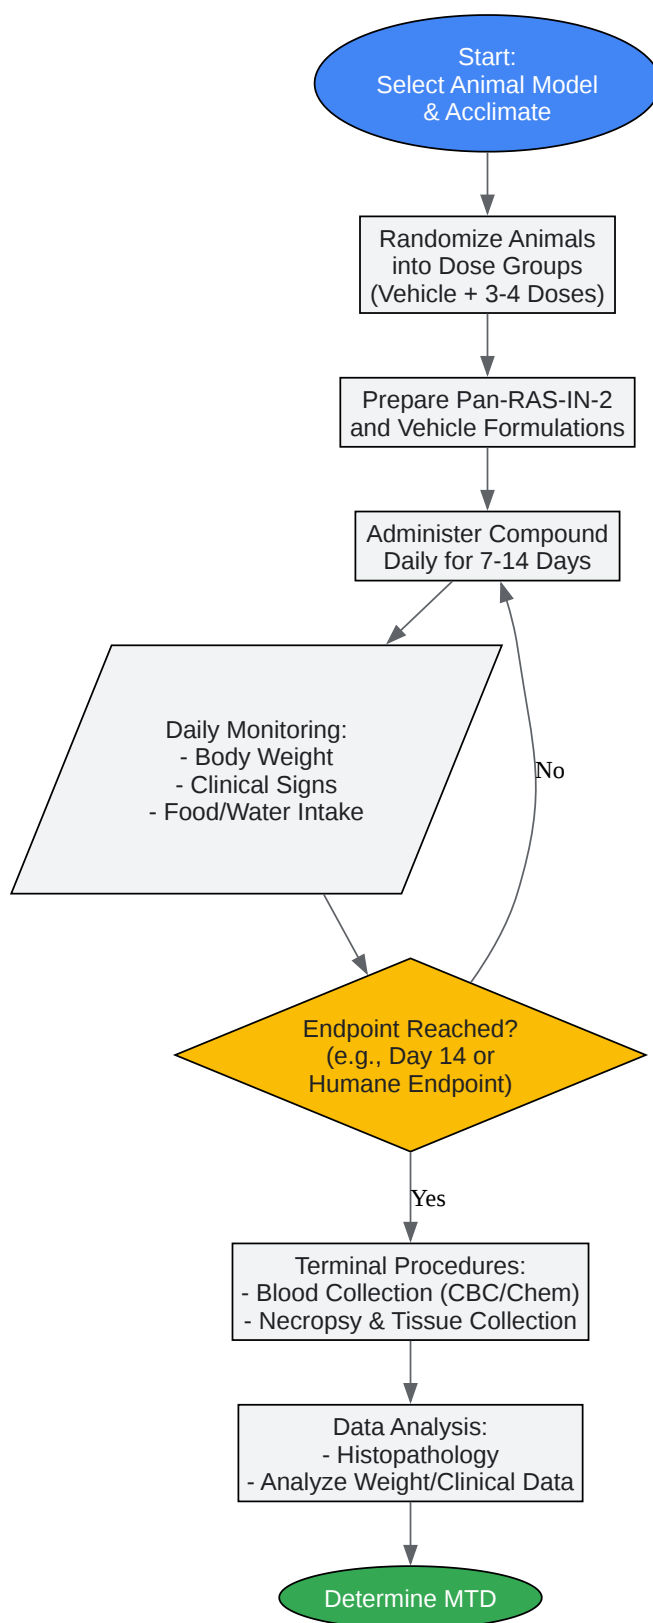 Start:
Select Animal Model
& Acclimate
Randomize Animals
into Dose Groups
(Vehicle + 3-4 Doses)
Prepare Pan-RAS-IN-2
and Vehicle Formulations
Administer Compound
Daily for 7-14 Days
Daily Monitoring:
- Body Weight
- Clinical Signs
- Food/Water Intake
No
Endpoint Reached?
(e.g., Day 14 or
Humane Endpoint)
Yes
Terminal Procedures:
- Blood Collection (CBC/Chem)
- Necropsy & Tissue Collection
Data Analysis:
- Histopathology
- Analyze Weight/Clinical Data
Determine MTD